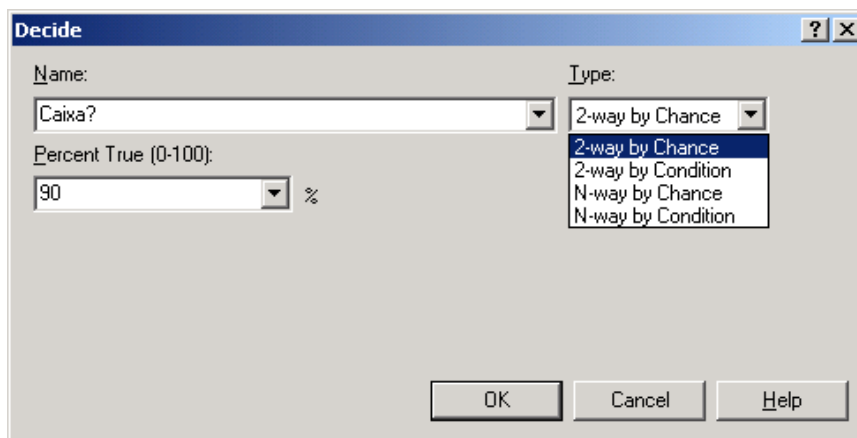 Decide
Name:
Type:
Caixa?
2-way by Chance
Percent True (0-100):
2-way by Chance
2-way by Condition
N-way by Chance
N-way by Condition
90
%
OK
Cancel
Help